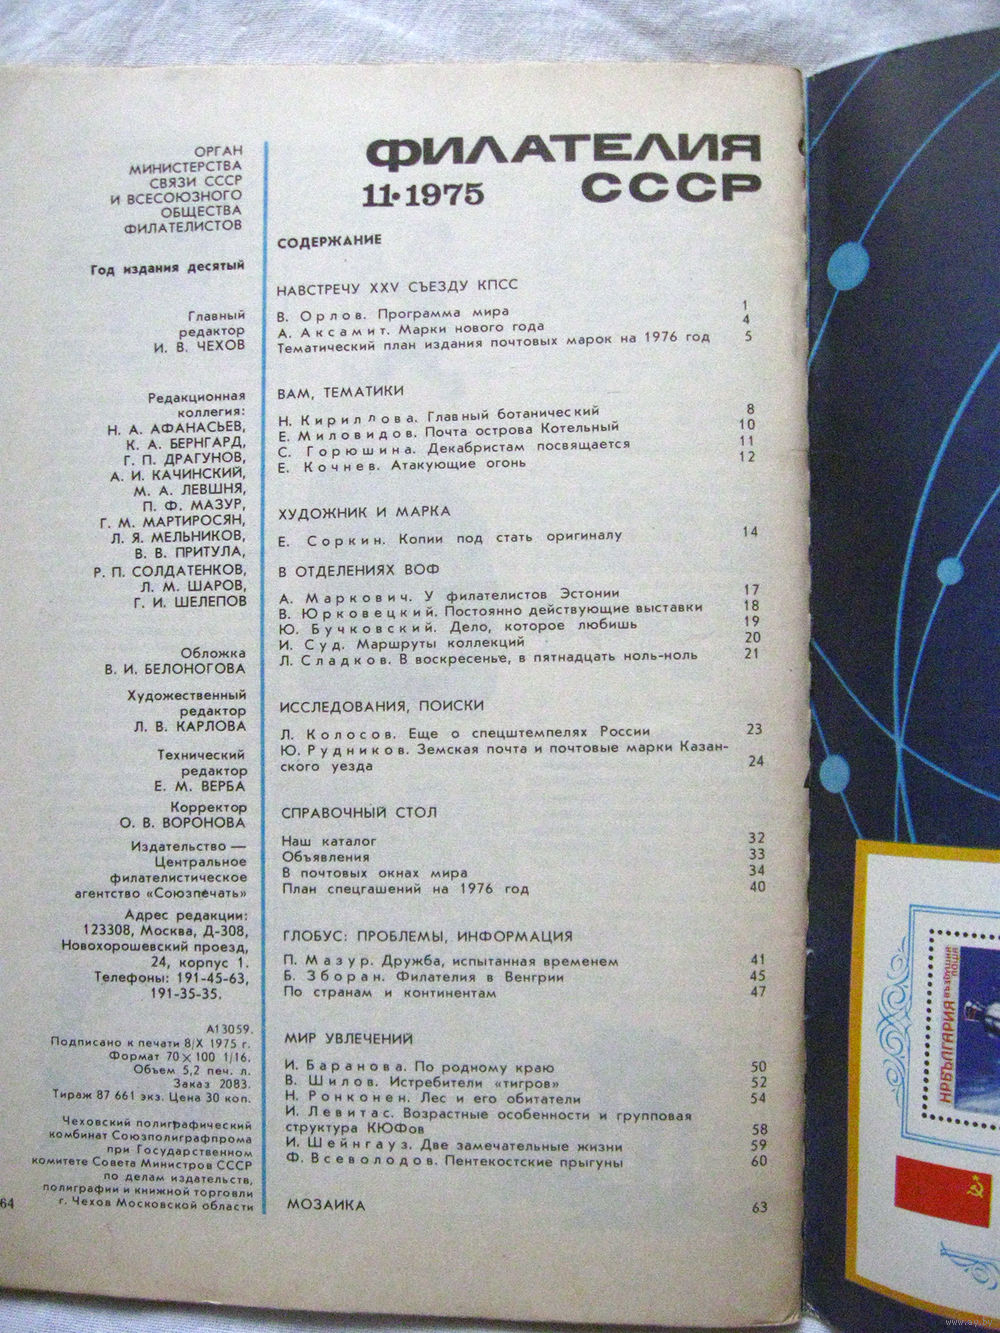 ОРГАН
МИНИСТЕРСТВА
СВЯЗИ СССР
И ВСЕСОЮЗНОГО
ОБЩЕСТВА
ФИЛАТЕЛИСТОВ
Год издания десятый
Главный
редактор
И. В. ЧЕХОВ
Редакционная
коллегия:
Н. А. АФАНАСЬЕВ,
К. А. БЕРНГАРД,
Г. П. ДРАГУНОВ,
А. И. КАЧИНСКИЙ,
М. А. ЛЕВШНЯ,
П. Ф. МАЗУР,
Г. М. МАРТИРОСЯН,
Л. Я. МЕЛЬНИКОВ,
В. В. ПРИТУЛА,
Р. П. СОЛДАТЕНКОВ,
Л. М. ШАРОВ,
Г. И. ШЕЛЕПОВ
Обложка
В. И. БЕЛОНОГОВА
Художественный
редактор
Л. В. КАРЛОВА
Технический
редактор
Е. М. ВЕРБА
Корректор
О. В. ВОРОНОВА
Издательство —
Центральное
филателистическое
агентство «Союзпечать»
Адрес редакции:
123308, Москва, Д-308,
Новохорошевский проезд,
24, корпус 1.
Телефоны: 191-45-63,
191-35-35.
А13059.
Подписано к печати 8/X 1975 г.
Формат 70×100 1/16.
Объем 5,2 печ. л.
Заказ 2083.
Тираж 87 661 экз. Цена 30 коп.
Чеховский полиграфический
комбинат Союзполиграфпрома
при Государственном
комитете Совета Министров СССР
по делам издательств,
полиграфии и книжной торговли
г. Чехов Московской области
64
ФИЛАТЕЛИЯ
11·1975 СССР
СОДЕРЖАНИЕ
НАВСТРЕЧУ XXV СЪЕЗДУ КПСС
В. Орлов. Программа мира 1
А. Аксамит. Марки нового года 4
Тематический план издания почтовых марок на 1976 год 5
ВАМ, ТЕМАТИКИ
Н. Кириллова. Главный ботанический 8
Е. Миловидов. Почта острова Котельный 10
С. Горюшина. Декабристам посвящается 11
Е. Кочнев. Атакующие огонь 12
ХУДОЖНИК И МАРКА
Е. Соркин. Копии под стать оригиналу 14
В ОТДЕЛЕНИЯХ ВОФ
А. Маркович. У филателистов Эстонии 17
В. Юрковецкий. Постоянно действующие выставки 18
Ю. Бучковский. Дело, которое любишь 19
И. Суд. Маршруты коллекций 20
Л. Сладков. В воскресенье, в пятнадцать ноль-ноль 21
ИССЛЕДОВАНИЯ, ПОИСКИ
Л. Колосов. Еще о спецштемпелях России 23
Ю. Рудников. Земская почта и почтовые марки Казан-
ского уезда 24
СПРАВОЧНЫЙ СТОЛ
Наш каталог 32
Объявления 33
В почтовых окнах мира 34
План спецгашений на 1976 год 40
ГЛОБУС: ПРОБЛЕМЫ, ИНФОРМАЦИЯ
П. Мазур. Дружба, испытанная временем 41
Б. Зборан. Филателия в Венгрии 45
По странам и континентам 47
МИР УВЛЕЧЕНИЙ
И. Баранова. По родному краю 50
В. Шилов. Истребители «тигров» 52
Н. Ронконен. Лес и его обитатели 54
И. Левитас. Возрастные особенности и групповая
структура КЮФов 58
И. Шейнгауз. Две замечательные жизни 59
Ф. Всеволодов. Пентекостские прыгуны 60
МОЗАИКА 63
НРБЪЛГАРИЯ
ВЪЗДУШНА
ПОЩА
www.ay.by